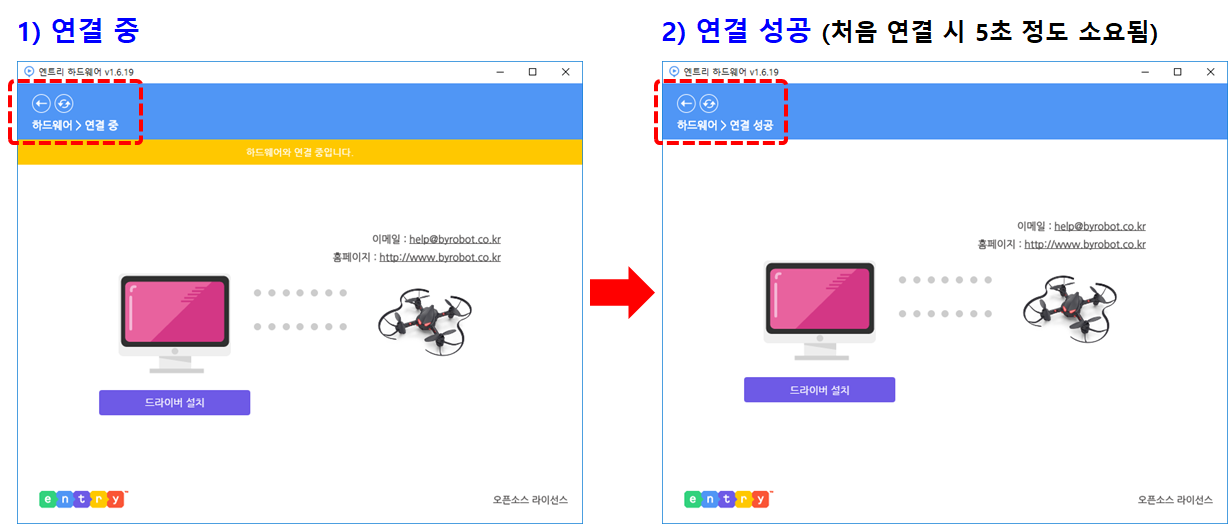 1) 연결 중
엔트리 하드웨어 v1.6.19
하드웨어 > 연결 중
하드웨어와 연결 중입니다.
이메일 : help@byrobot.co.kr
홈페이지 : http://www.byrobot.co.kr
드라이버 설치
entry™
오픈소스 라이선스
2) 연결 성공 (처음 연결 시 5초 정도 소요됨)
엔트리 하드웨어 v1.6.19
하드웨어 > 연결 성공
이메일 : help@byrobot.co.kr
홈페이지 : http://www.byrobot.co.kr
드라이버 설치
entry™
오픈소스 라이선스